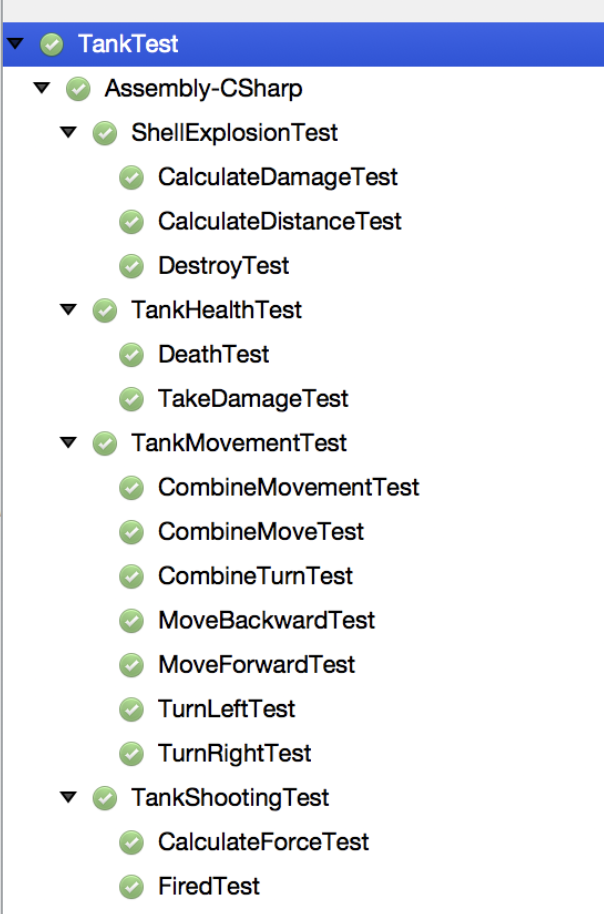 TankTest
Assembly-CSharp
ShellExplosionTest
CalculateDamageTest
CalculateDistanceTest
DestroyTest
TankHealthTest
DeathTest
TakeDamageTest
TankMovementTest
CombineMovementTest
CombineMoveTest
CombineTurnTest
MoveBackwardTest
MoveForwardTest
TurnLeftTest
TurnRightTest
TankShootingTest
CalculateForceTest
FiredTest